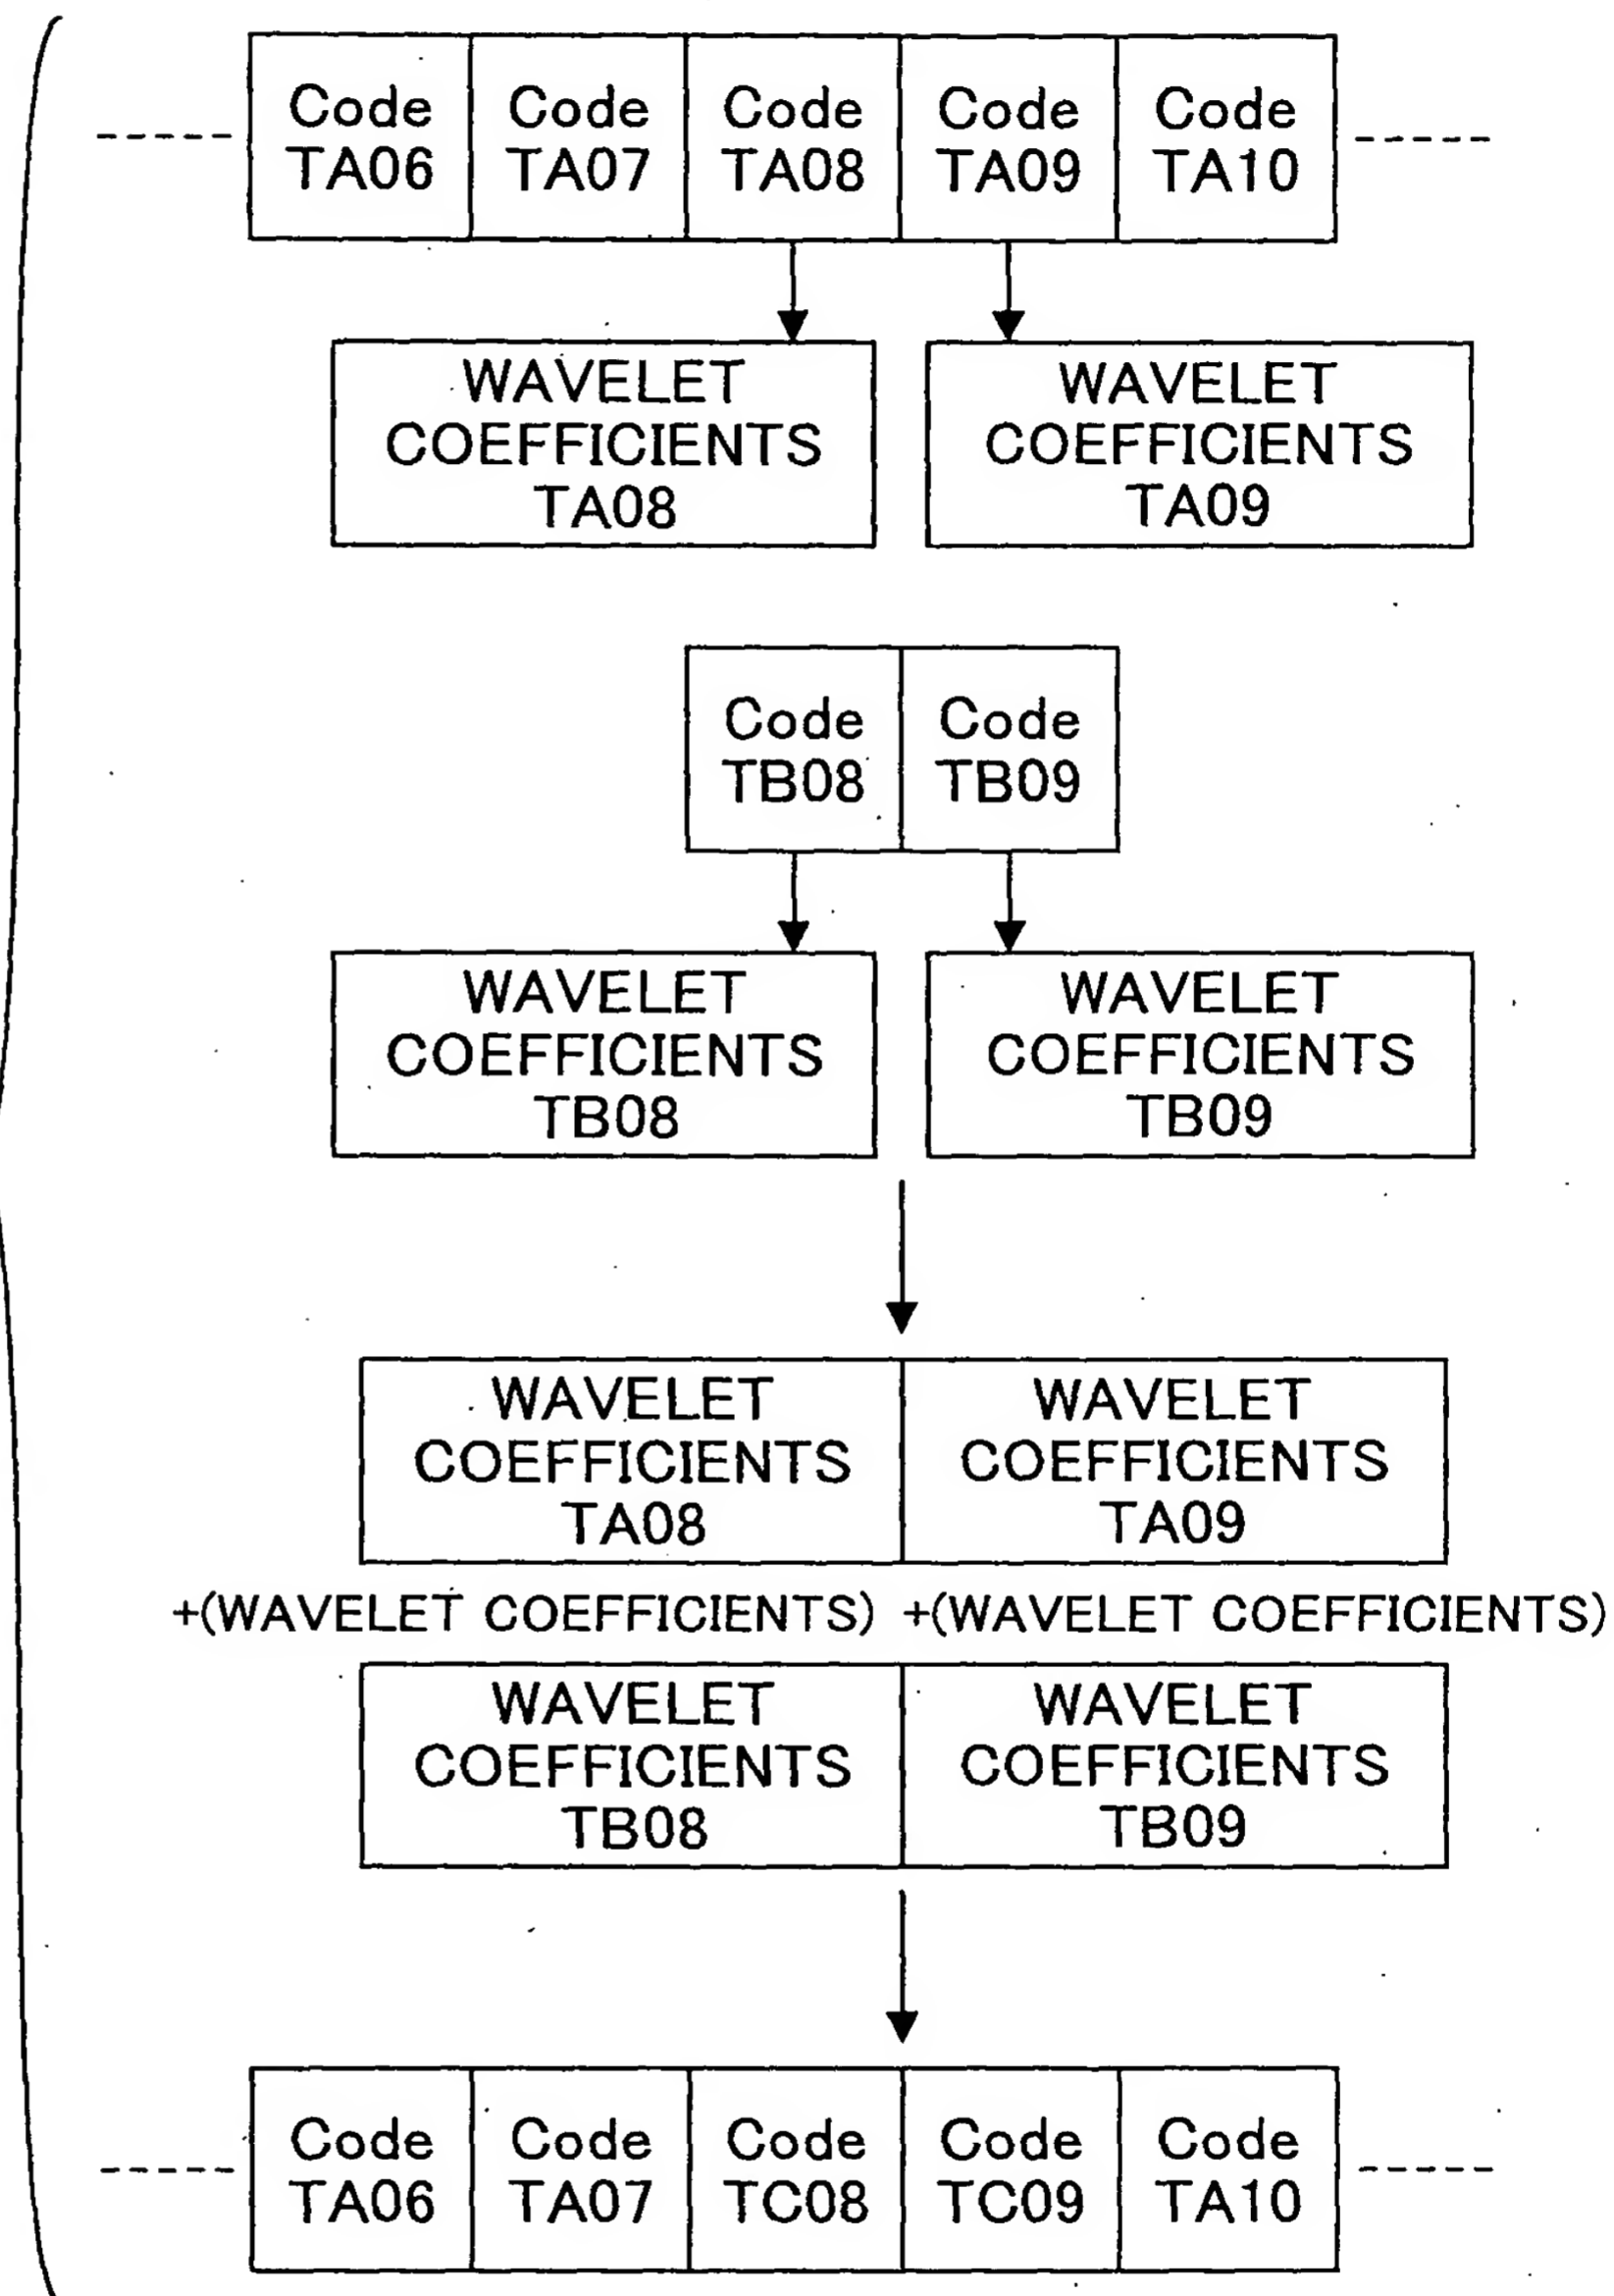 Code Code Code Code Code
TA06 TA07 TA08 TA09 TA10
WAVELET
COEFFICIENTS
TA08
WAVELET
COEFFICIENTS
TA09
Code Code
TB08 TB09
WAVELET
COEFFICIENTS
TB08
WAVELET
COEFFICIENTS
TB09
WAVELET
COEFFICIENTS
TA08
WAVELET
COEFFICIENTS
TA09
+(WAVELET COEFFICIENTS) +(WAVELET COEFFICIENTS)
WAVELET
COEFFICIENTS
TB08
WAVELET
COEFFICIENTS
TB09
Code Code Code Code Code
TA06 TA07 TC08 TC09 TA10